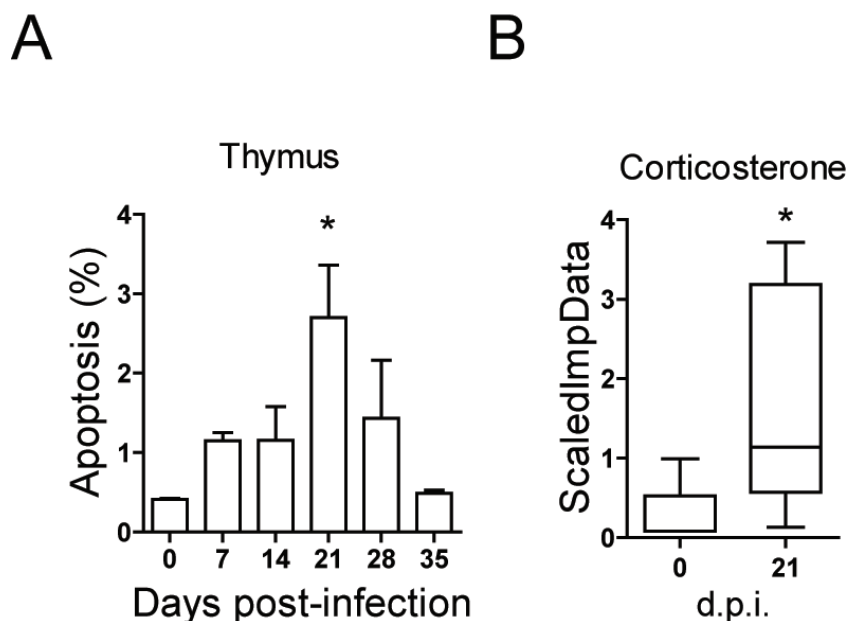 A
B
Thymus
Corticosterone
*
*
4
3
2
1
0
Apoptosis (%)
0 7 14 21 28 35
Days post-infection
4
3
2
1
0
ScaledImpData
0 21
d.p.i.